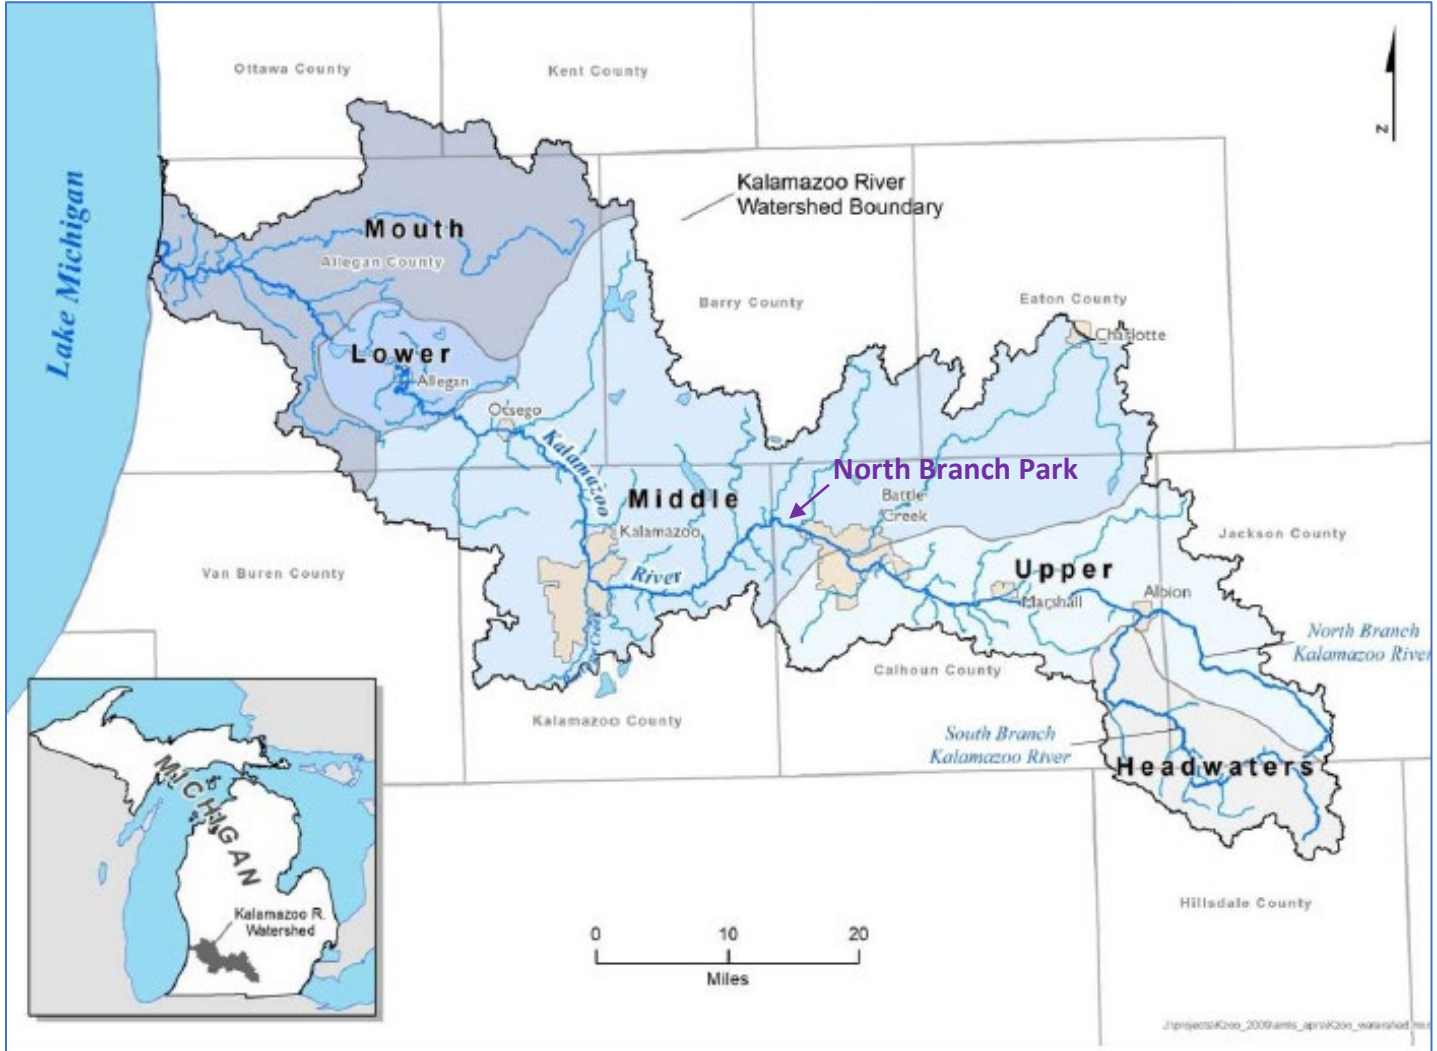 Ottawa County
Kent County
N
Kalamazoo River
Watershed Boundary
Lake Michigan
Mouth
Allegan County
Barry County
Eaton County
Charlotte
Lower
Allegan
Otsego
Kalamazoo
North Branch Park
Middle
Battle
Creek
Kalamazoo
Jackson County
River
Upper
Van Buren County
Marshall
Albion
North Branch
Kalamazoo River
Calhoun County
Kalamazoo County
South Branch
Kalamazoo River
Headwaters
MICHIGAN
Kalamazoo R.
Watershed
Hillsdale County
0 10 20
Miles